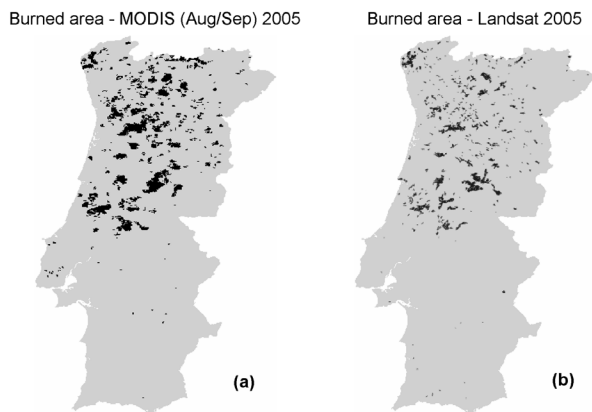 Burned area - MODIS (Aug/Sep) 2005
Burned area - Landsat 2005
(a)
(b)